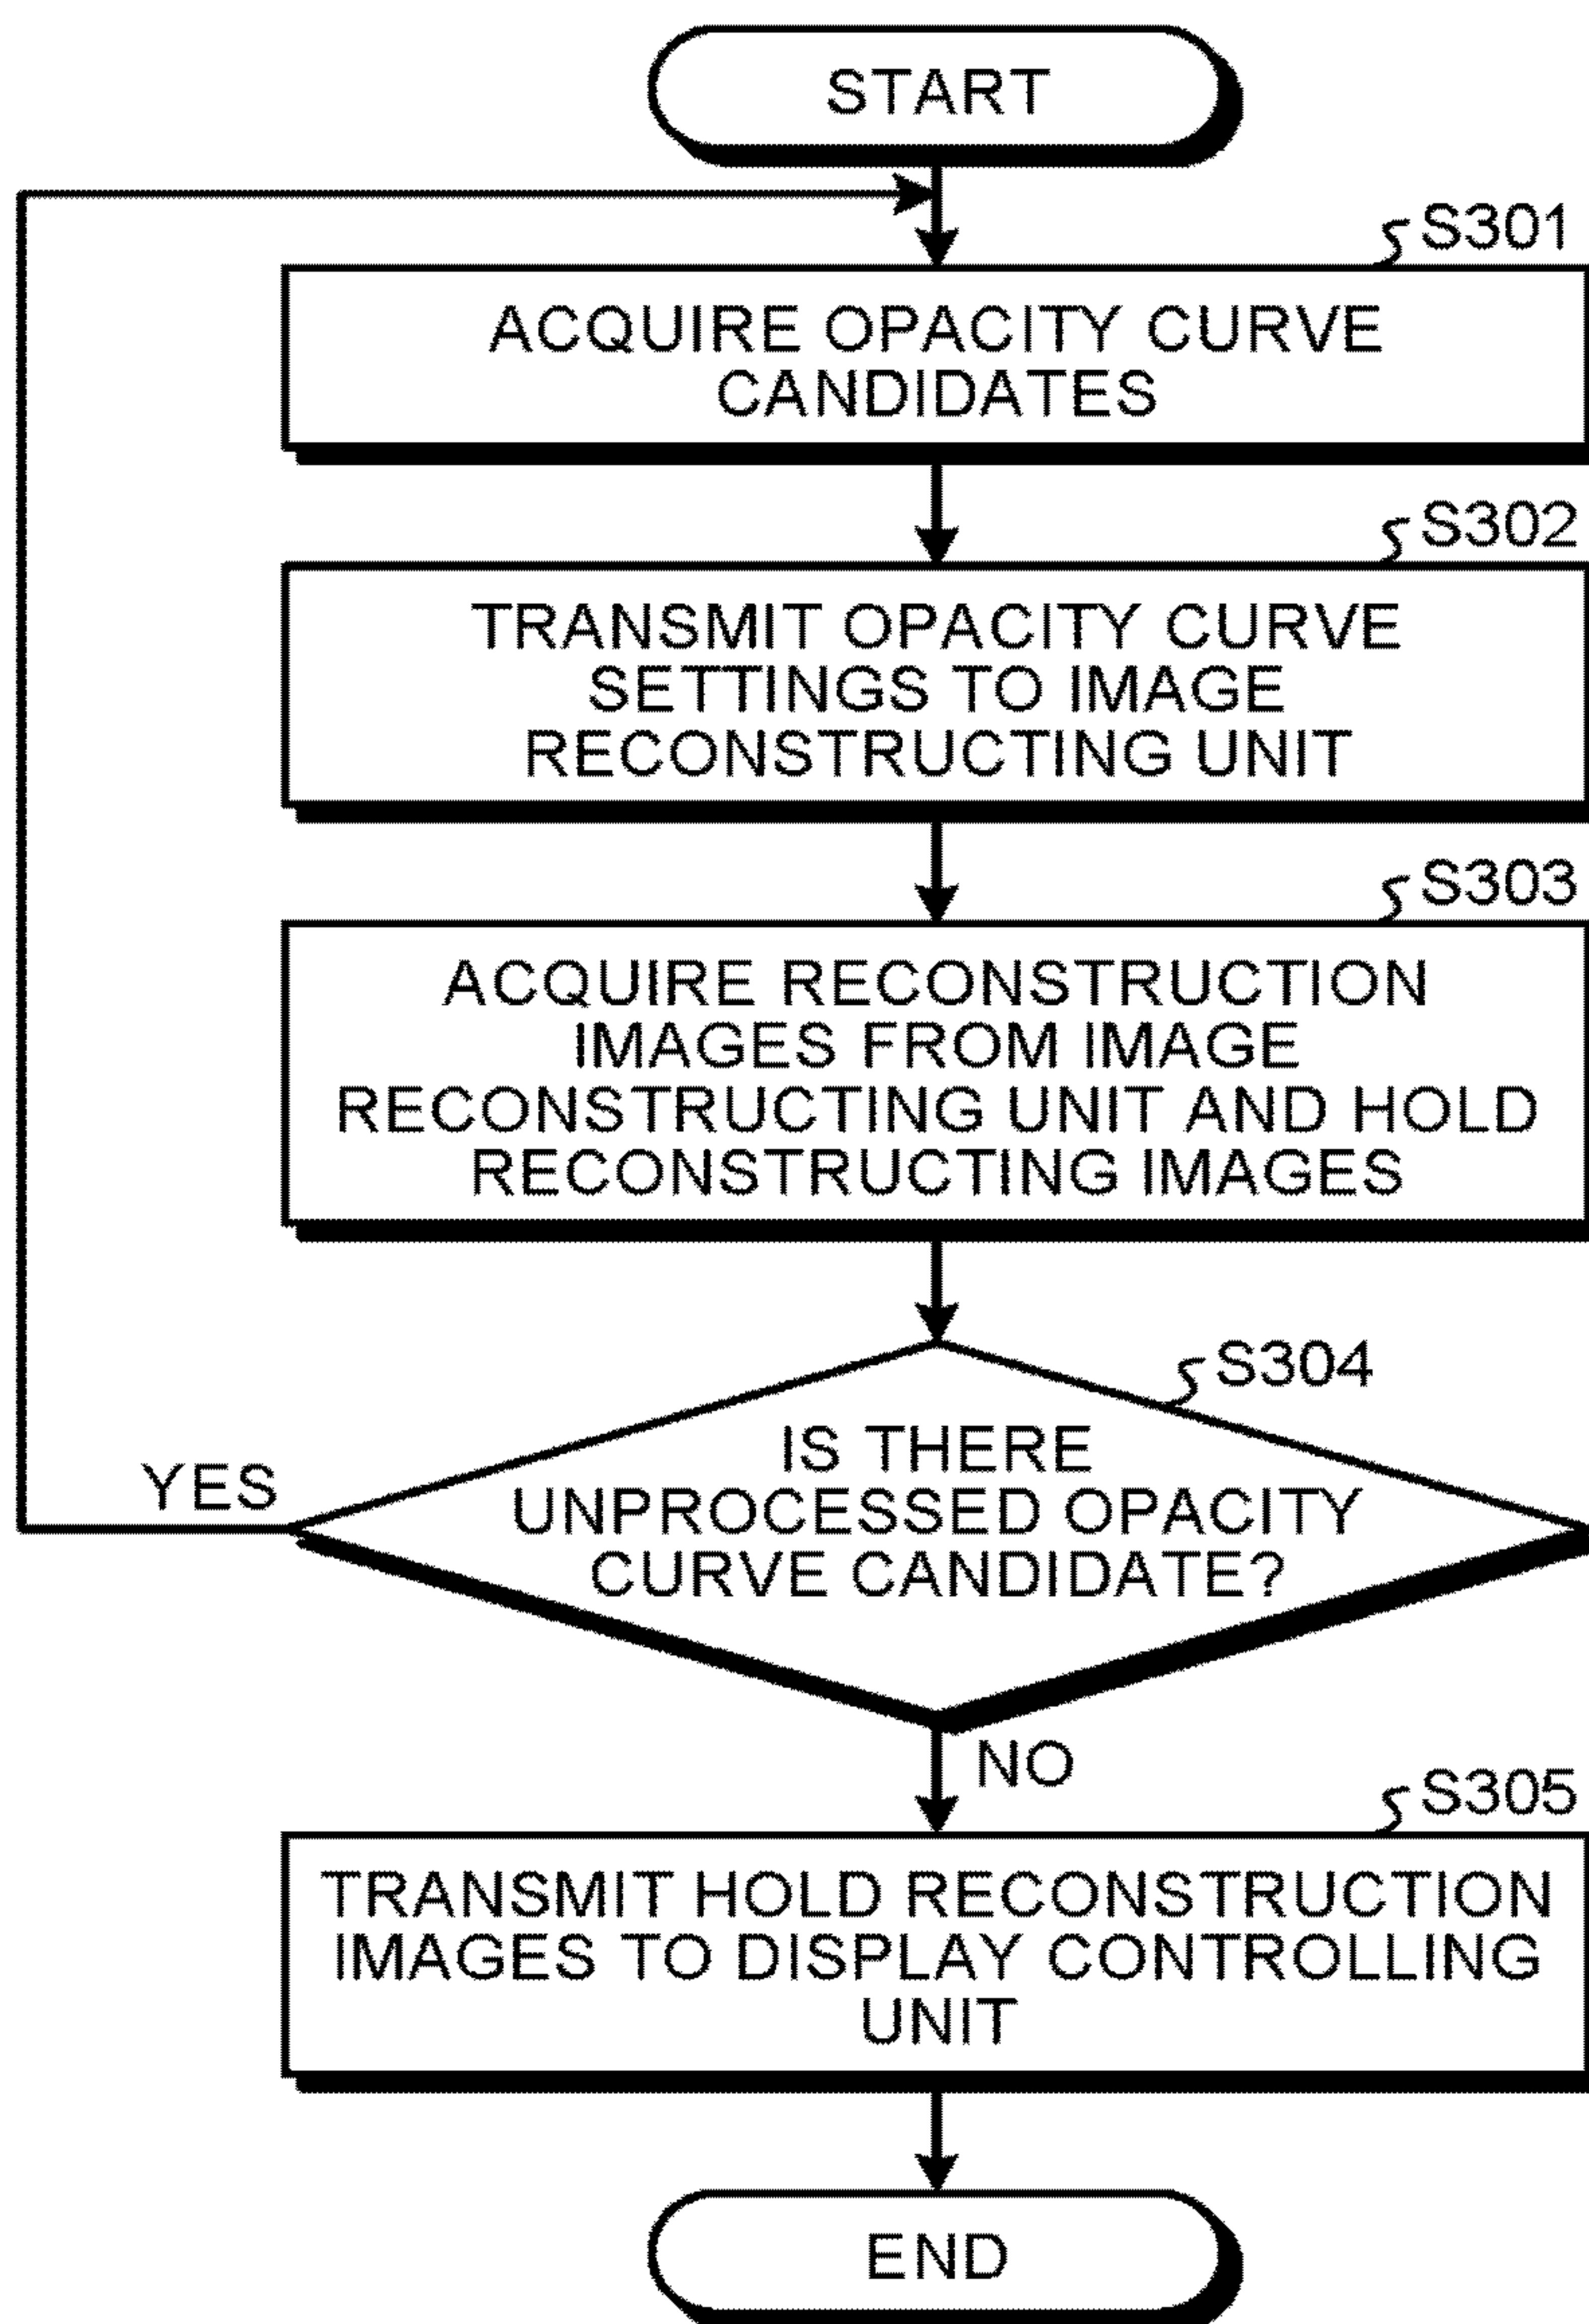 START
S301
ACQUIRE OPACITY CURVE
CANDIDATES
S302
TRANSMIT OPACITY CURVE
SETTINGS TO IMAGE
RECONSTRUCTING UNIT
S303
ACQUIRE RECONSTRUCTION
IMAGES FROM IMAGE
RECONSTRUCTING UNIT AND HOLD
RECONSTRUCTING IMAGES
S304
IS THERE
UNPROCESSED OPACITY
CURVE CANDIDATE?
YES
NO
S305
TRANSMIT HOLD RECONSTRUCTION
IMAGES TO DISPLAY CONTROLLING
UNIT
END